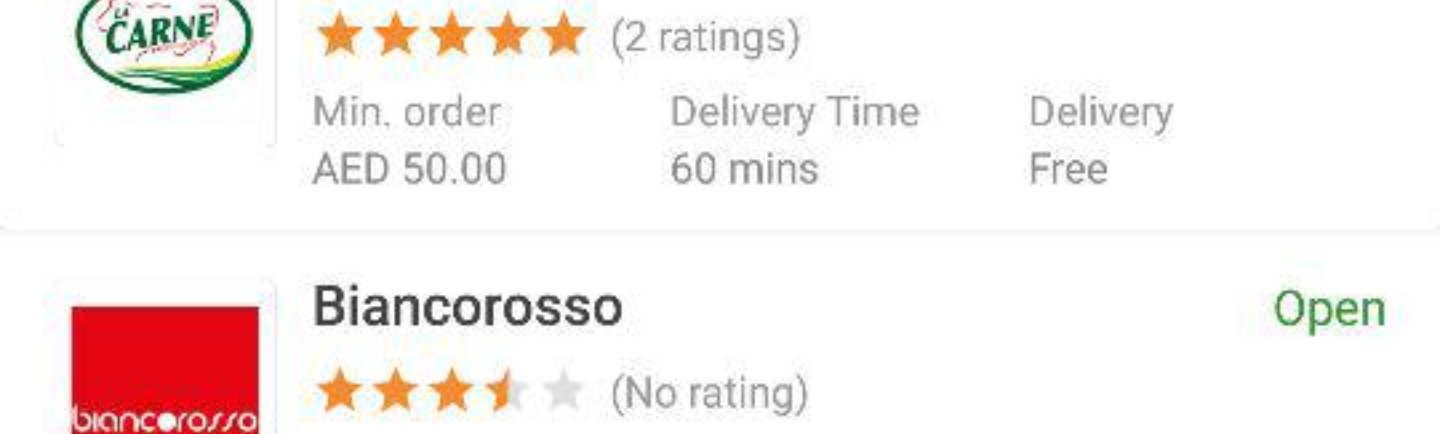 LA
CARNE
(2 ratings)
Min. order Delivery Time Delivery
AED 50.00 60 mins Free
Biancorosso Open
(No rating)
biancorosso